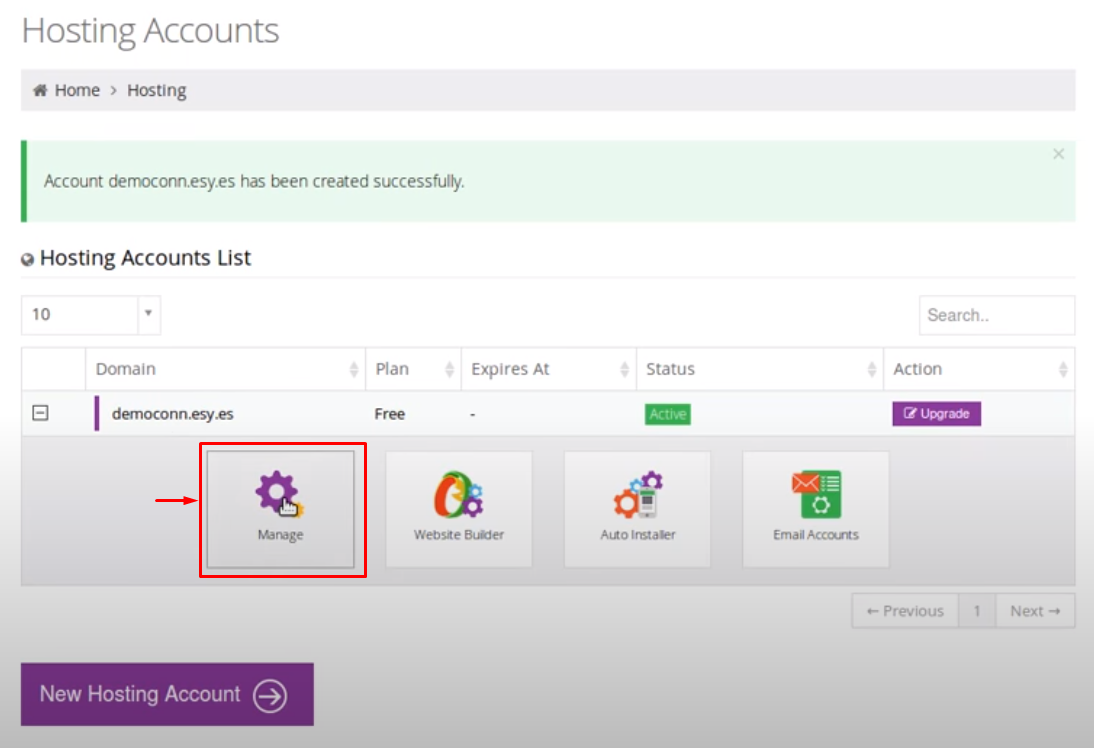 Hosting Accounts
Home > Hosting
Account democonn.esy.es has been created successfully.
Hosting Accounts List
10
Search..
Domain Plan Expires At Status Action
democonn.esy.es Free - Active Upgrade
Manage Website Builder Auto Installer Email Accounts
← Previous 1 Next →
New Hosting Account